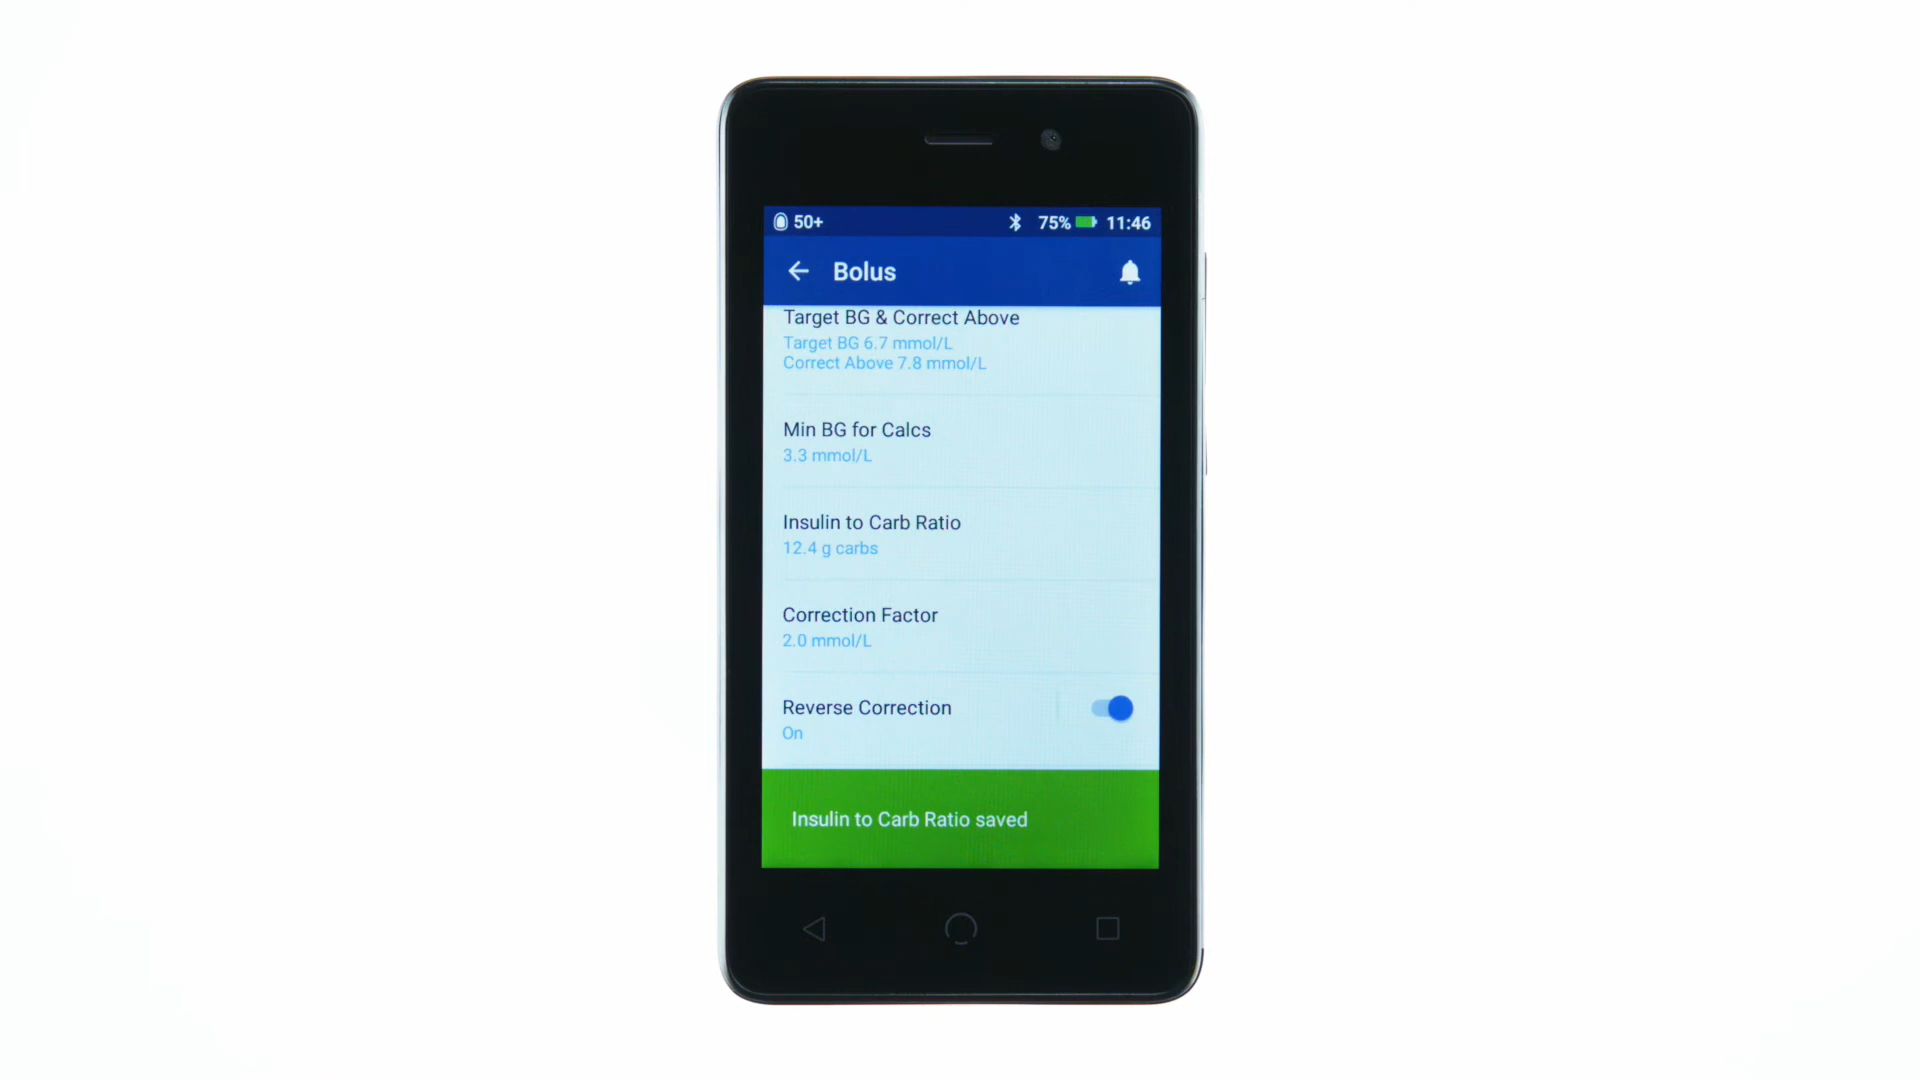 50+ 75% 11:46
Bolus
Target BG & Correct Above
Target BG 6.7 mmol/L
Correct Above 7.8 mmol/L
Min BG for Calcs
3.3 mmol/L
Insulin to Carb Ratio
12.4 g carbs
Correction Factor
2.0 mmol/L
Reverse Correction
On
Insulin to Carb Ratio saved